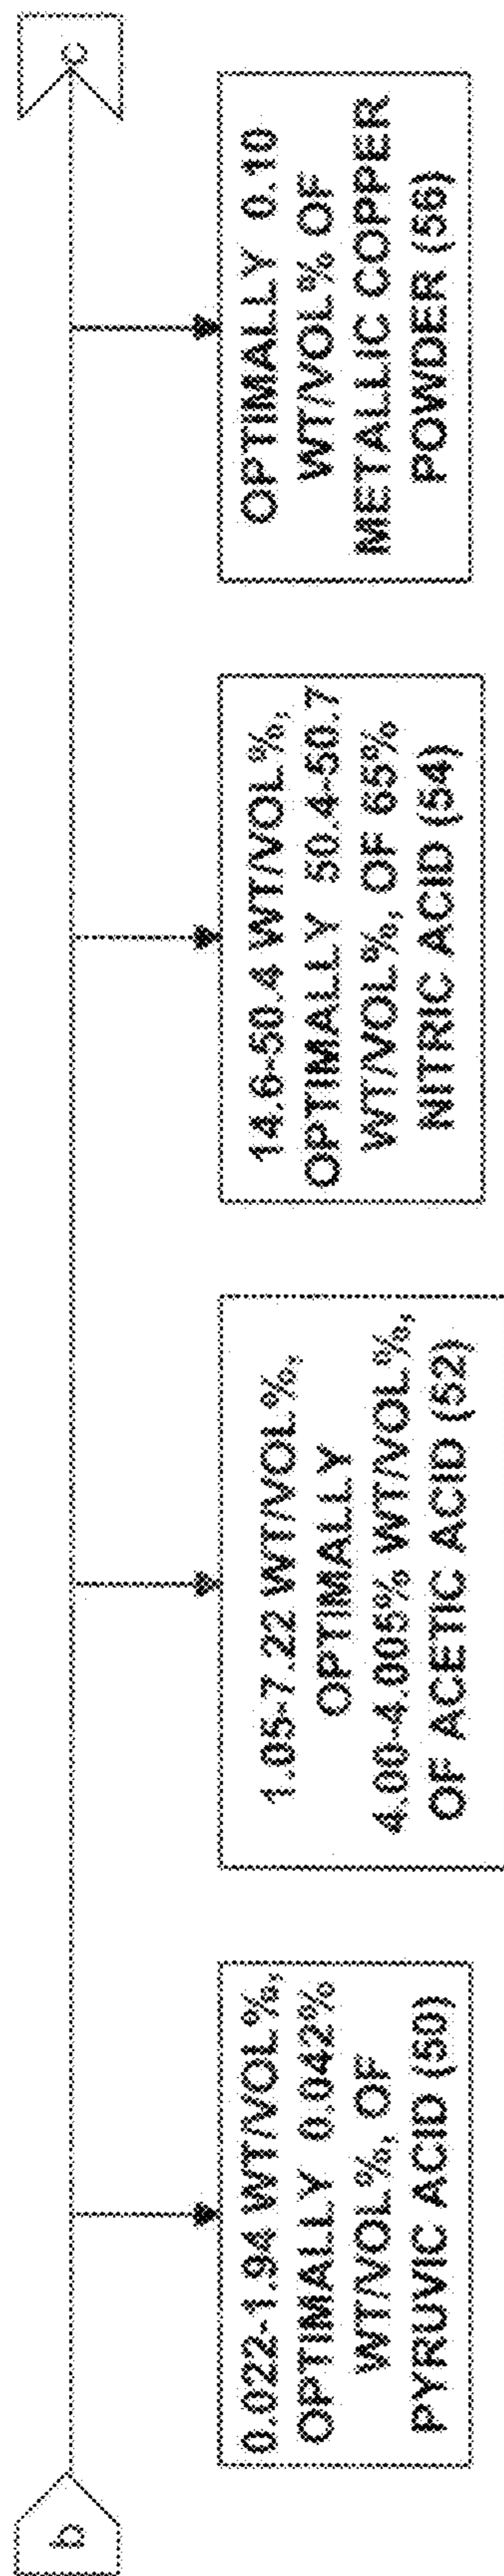 b
0.022-1.94 WT/VOL%,
OPTIMALLY 0.042%
WT/VOL%, OF
PYRUVIC ACID (50)
1.05-7.22 WT/VOL%,
OPTIMALLY
4.00-4.005% WT/VOL%,
OF ACETIC ACID (52)
14.6-50.4 WT/VOL%,
OPTIMALLY 50.4-50.7
WT/VOL%, OF 65%
NITRIC ACID (54)
OPTIMALLY 0.10
WT/VOL% OF
METALLIC COPPER
POWDER (56)
c